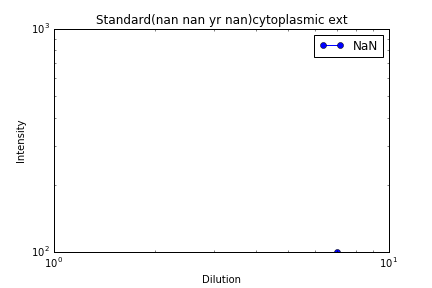 Standard(nan nan yr nan)cytoplasmic ext
10³
NaN
Intensity
10²
10⁰
10¹
Dilution